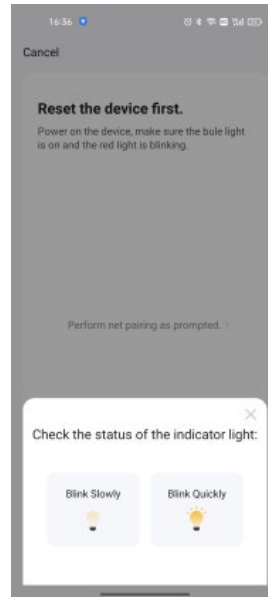 16:36
Cancel
Reset the device first.
Power on the device, make sure the bule light
is on and the red light is blinking.
Perform net pairing as prompted. >
Check the status of the indicator light:
Blink Slowly
Blink Quickly